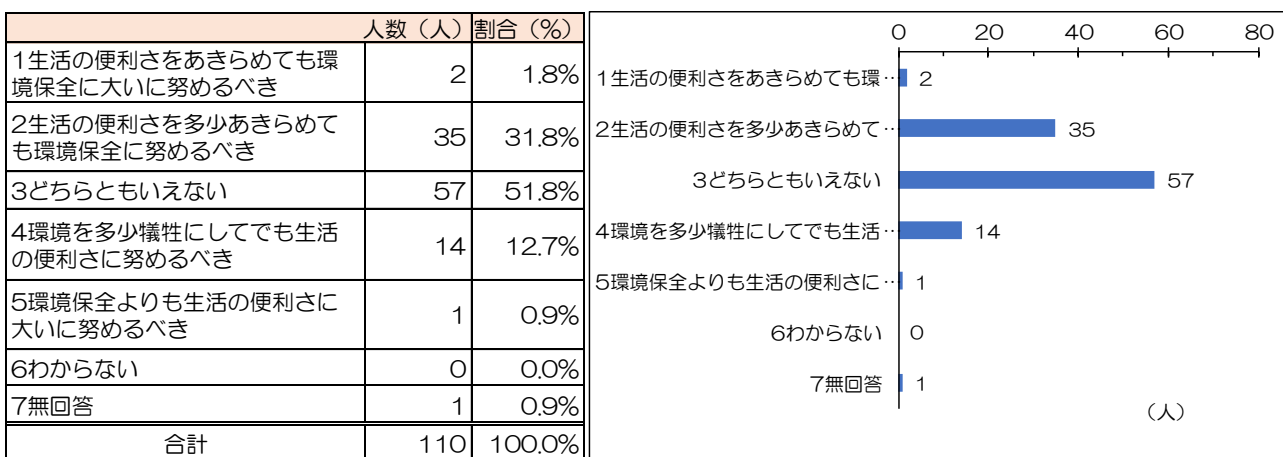 人数（人） 割合（%）
1生活の便利さをあきらめても環
境保全に大いに努めるべき
2 1.8%
2生活の便利さを多少あきらめて
も環境保全に努めるべき
35 31.8%
3どちらともいえない 57 51.8%
4環境を多少犠牲にしてでも生活
の便利さに努めるべき
14 12.7%
5環境保全よりも生活の便利さに
大いに努めるべき
1 0.9%
6わからない 0 0.0%
7無回答 1 0.9%
合計 110 100.0%
0 20 40 60 80
1生活の便利さをあきらめても環… 2
2生活の便利さを多少あきらめて… 35
3どちらともいえない 57
4環境を多少犠牲にしてでも生活… 14
5環境保全よりも生活の便利さに… 1
6わからない 0
7無回答 1
（人）